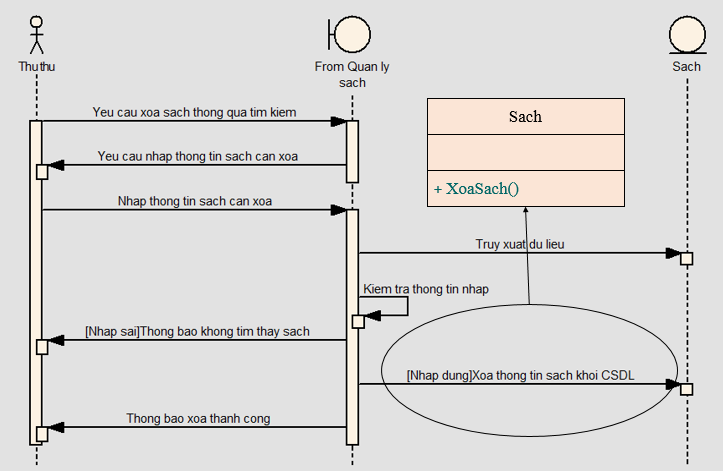 Thuthu
From Quan ly
sach
Sach
Yeu cau xoa sach thong qua tim kiem
Sach
Yeu cau nhap thong tin sach can xoa
+ XoaSach()
Nhap thong tin sach can xoa
Truy xuat du lieu
Kiem tra thong tin nhap
[Nhap sai]Thong bao khong tim thay sach
[Nhap dung]Xoa thong tin sach khoi CSDL
Thong bao xoa thanh cong